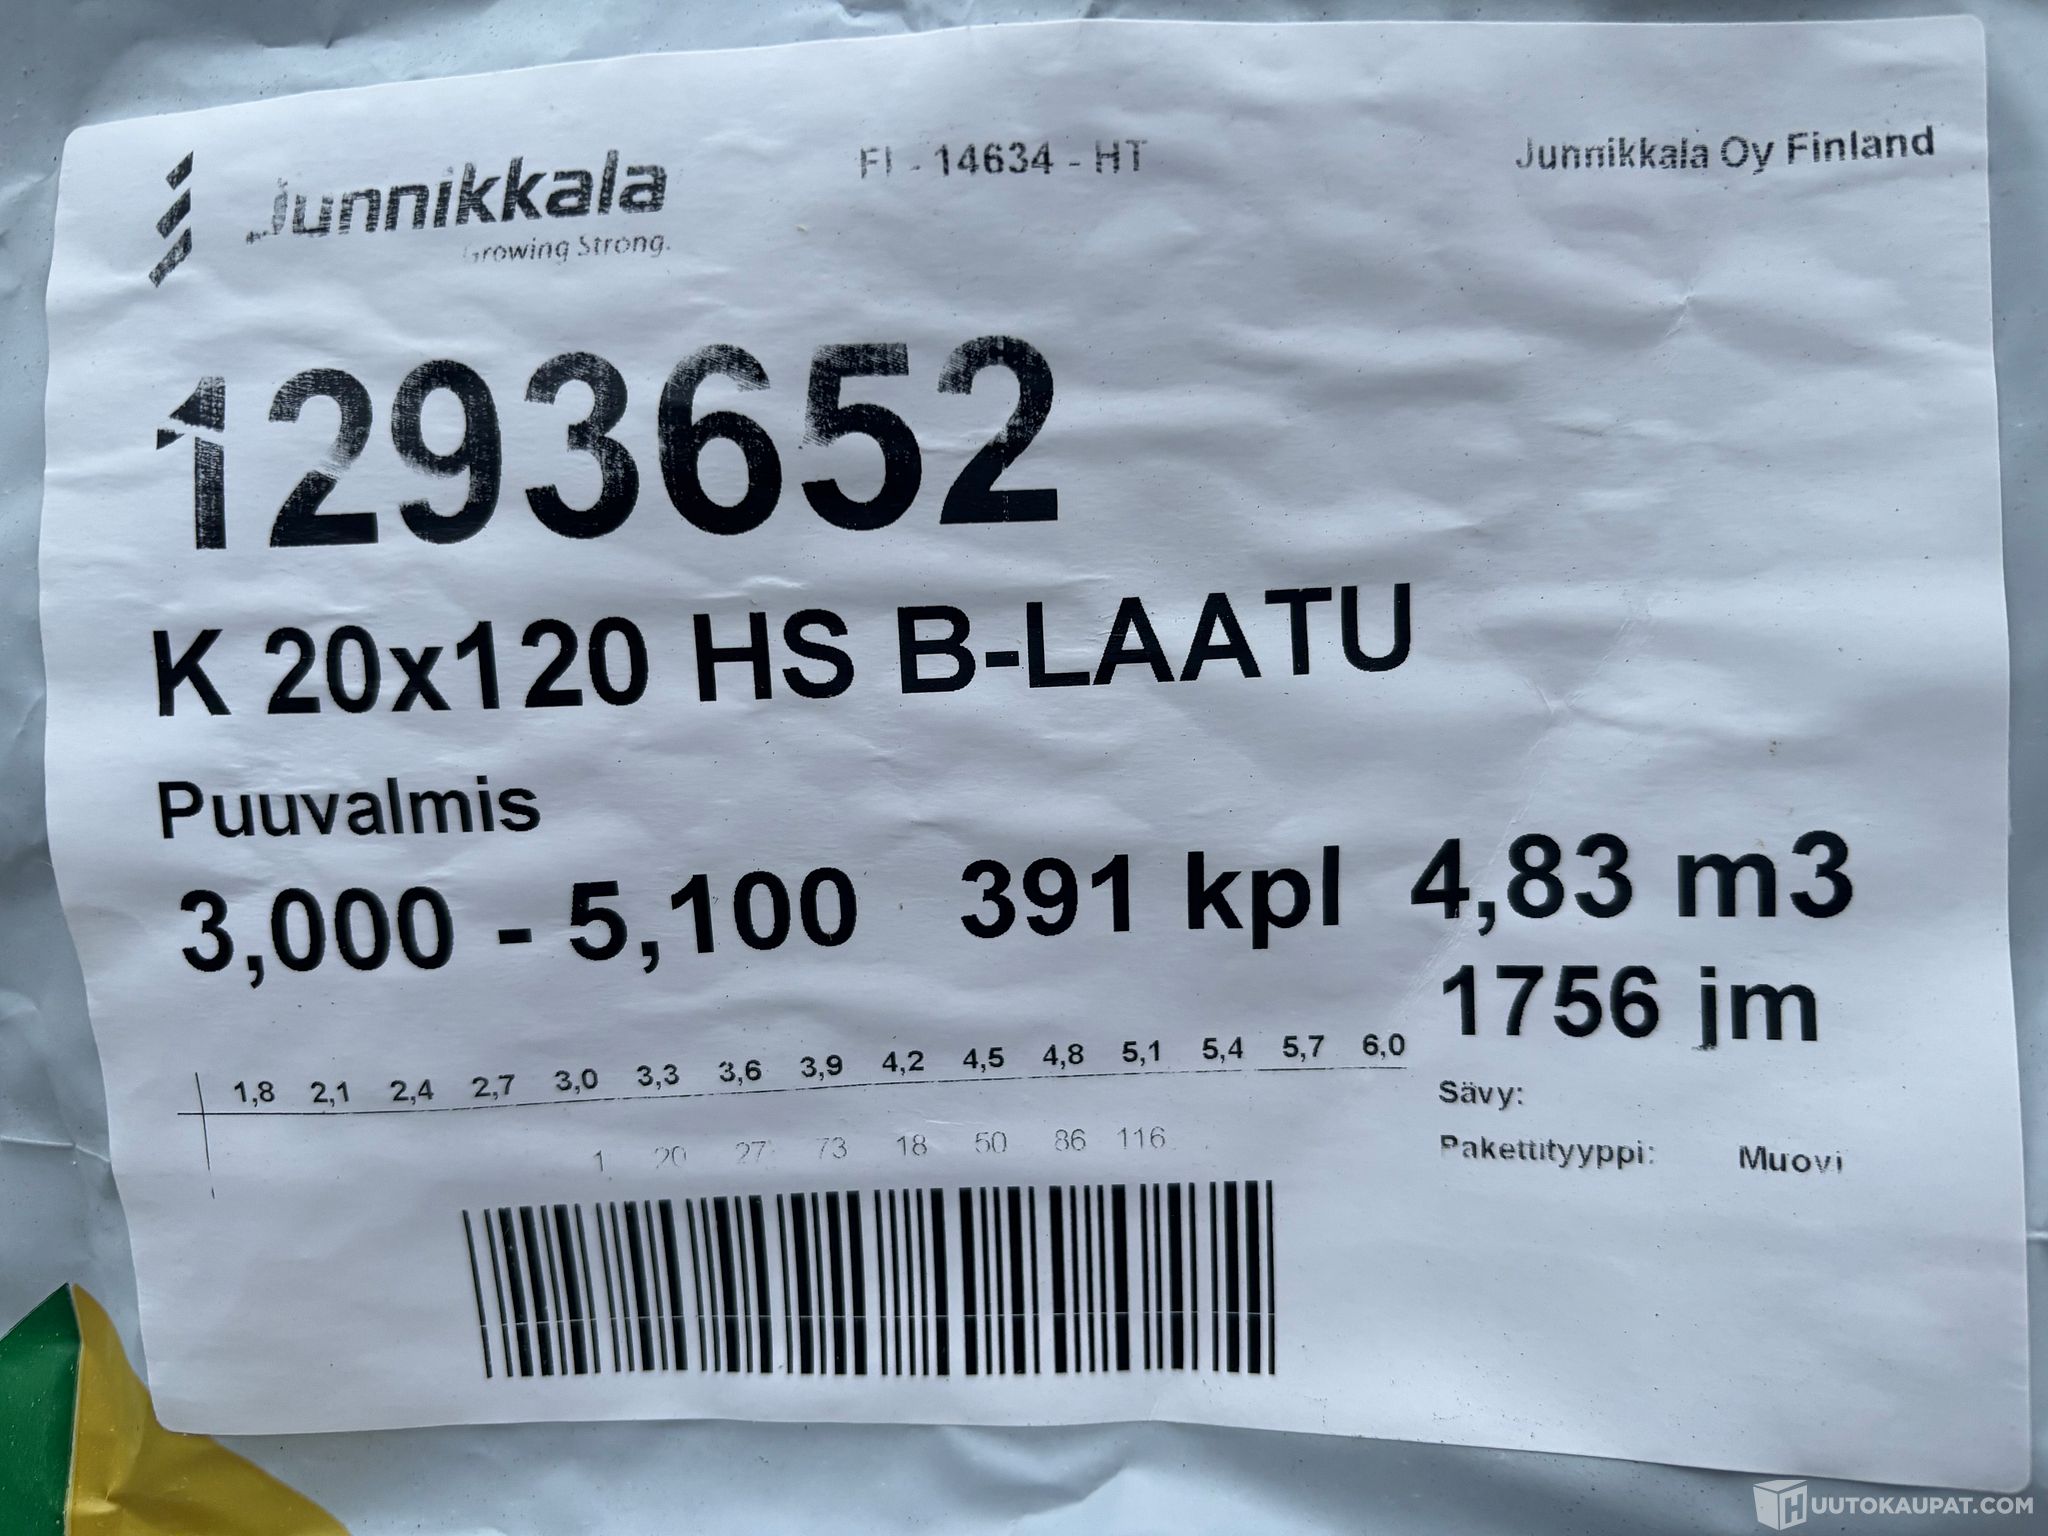 Junnikkala
Growing Strong.
FI - 14634 - HT
Junnikkala Oy Finland
1293652
K 20x120 HS B-LAATU
Puuvalmis
3,000 - 5,100 391 kpl 4,83 m3
1756 jm
1,8 2,1 2,4 2,7 3,0 3,3 3,6 3,9 4,2 4,5 4,8 5,1 5,4 5,7 6,0
1 20 27 73 18 50 86 116
Sävy:
Pakettityyppi: Muovi
HUUTOKAUPAT.COM